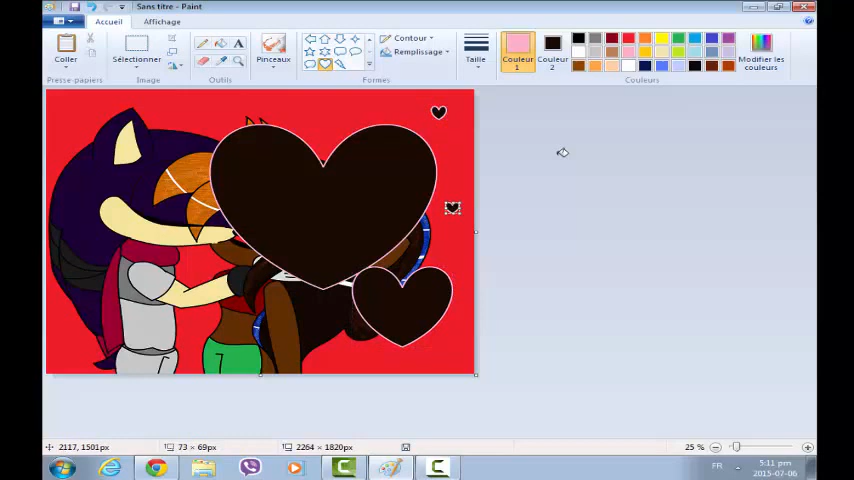 Sans titre - Paint
Accueil
Affichage
Coller
Sélectionner
Pinceaux
Contour
Remplissage
Taille
Couleur 1
Couleur 2
Modifier les couleurs
Presse-papiers
Image
Outils
Formes
Couleurs
2117, 1501px
73 × 69px
2264 × 1820px
25 %
FR
5:11 pm
2015-07-06